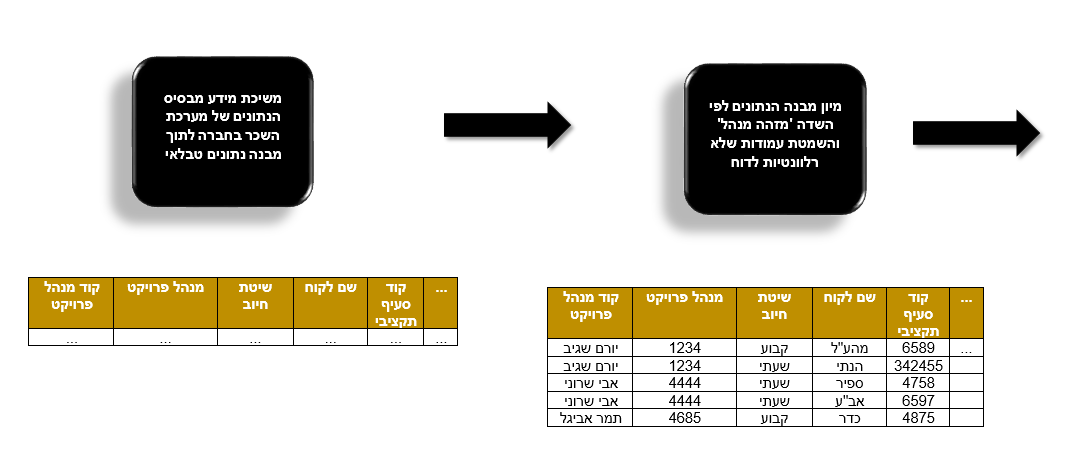 משיכת מידע מבסיס
הנתונים של מערכת
השכר בחברה לתוך
מבנה נתונים טבלאי
מיון מבנה הנתונים לפי
השדה 'מזהה מנהל'
והשמטת עמודות שלא
רלוונטיות לדוח
... קוד סעיף תקציבי שם לקוח שיטת חיוב מנהל פרויקט קוד מנהל פרויקט
... ... ... ... ... ...
... קוד סעיף תקציבי שם לקוח שיטת חיוב מנהל פרויקט קוד מנהל פרויקט
... 6589 מהע"ל קבוע 1234 יורם שגיב
342455 הנתי שעתי 1234 יורם שגיב
4758 ספיר שעתי 4444 אבי שרוני
6597 אב"ע שעתי 4444 אבי שרוני
4875 כדר קבוע 4685 תמר אביגל